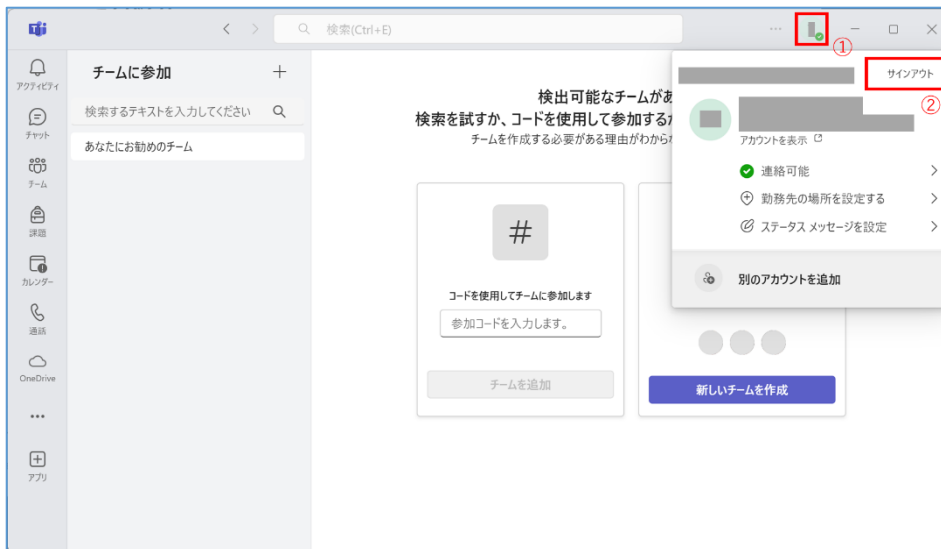 検索(Ctrl+E)
①
サインアウト
②
アクティビティ
チャット
チーム
課題
カレンダー
通話
OneDrive
アプリ
チームに参加
検索するテキストを入力してください
あなたにお勧めのチーム
検出可能なチームがあ
検索を試すか、コードを使用して参加するか
チームを作成する必要がある理由がわからな
#
コードを使用してチームに参加します
参加コードを入力します。
チームを追加
新しいチームを作成
アカウントを表示
連絡可能
勤務先の場所を設定する
ステータス メッセージを設定
別のアカウントを追加